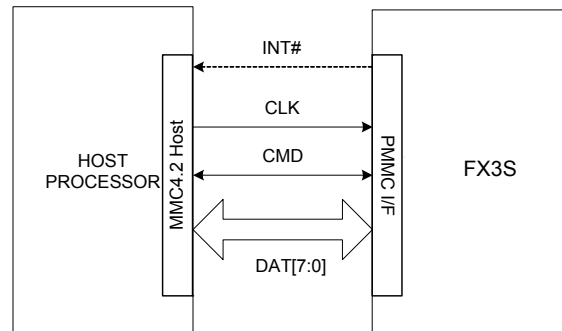 INT#
CLK
CMD
DAT[7:0]
HOST
PROCESSOR
MMC4.2 Host
PMMC I/F
FX3S